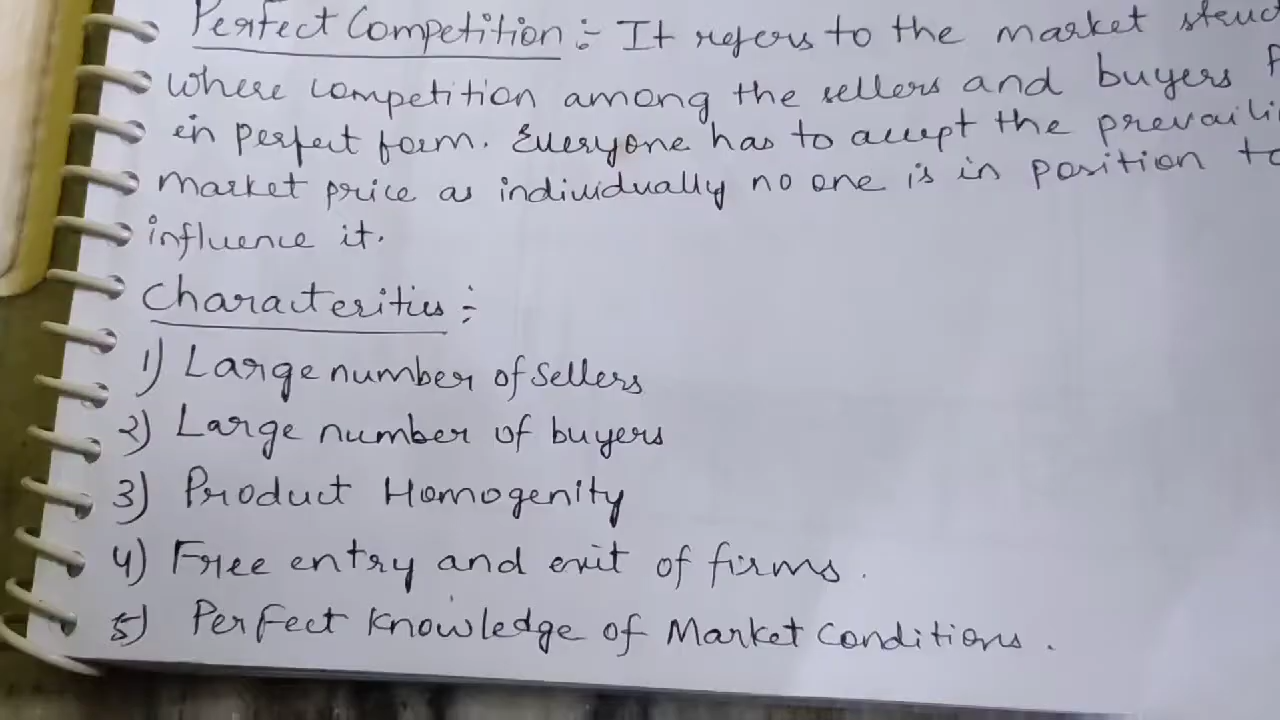 Perfect Competition :- It refers to the market struc
where competition among the sellers and buyers
in perfect form. Everyone has to accept the prevaili
market price as individually no one is in position to
influence it.
Characteritics :-
1) Large number of sellers
2) Large number of buyers
3) Product Homogenity
4) Free entry and exit of firms.
5) Perfect Knowledge of Market Conditions.